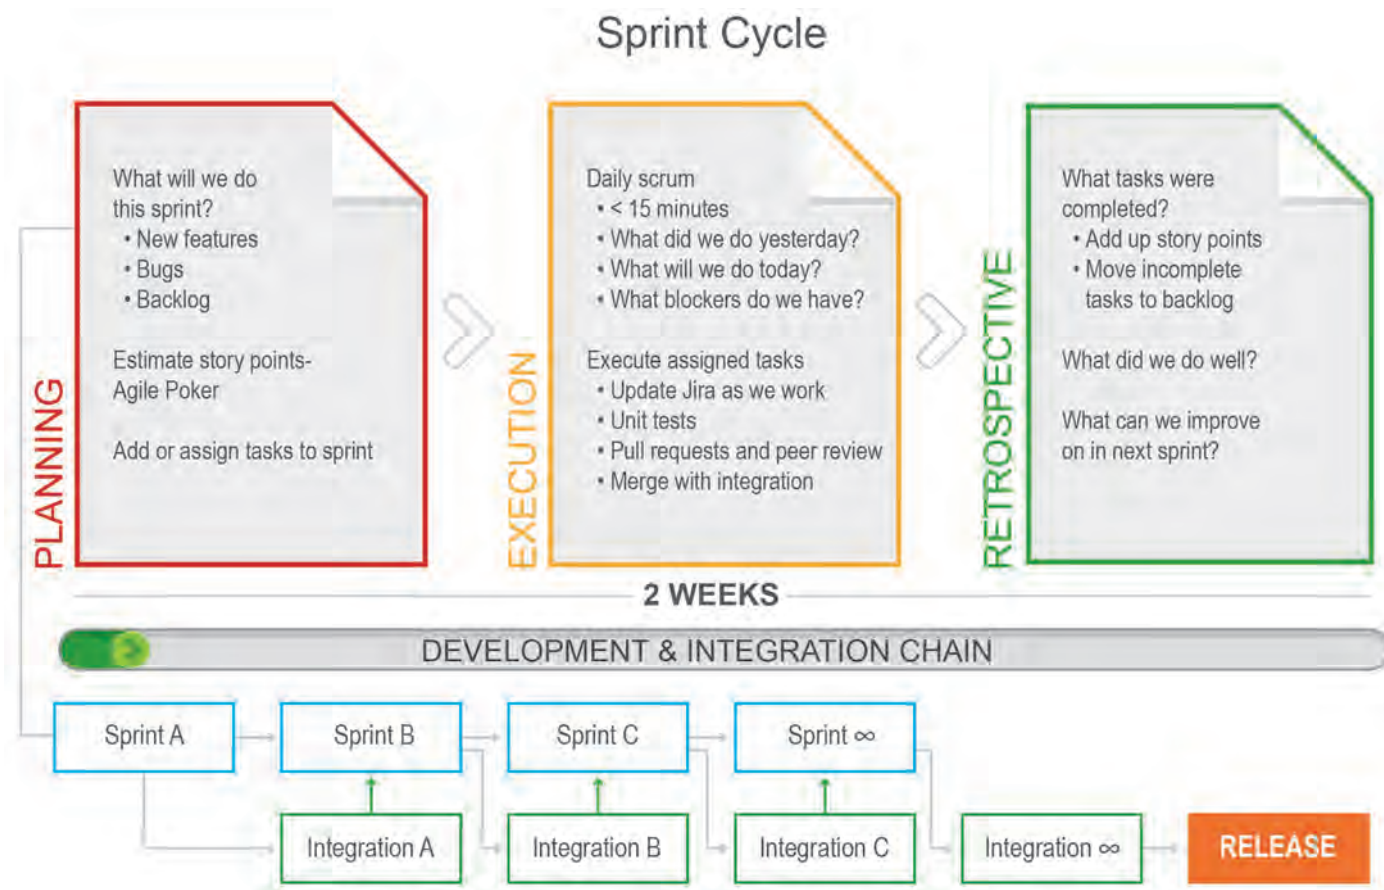 Sprint Cycle
PLANNING
What will we do
this sprint?
• New features
• Bugs
• Backlog
Estimate story points-
Agile Poker
Add or assign tasks to sprint
EXECUTION
Daily scrum
• < 15 minutes
• What did we do yesterday?
• What will we do today?
• What blockers do we have?
Execute assigned tasks
• Update Jira as we work
• Unit tests
• Pull requests and peer review
• Merge with integration
RETROSPECTIVE
What tasks were
completed?
• Add up story points
• Move incomplete
tasks to backlog
What did we do well?
What can we improve
on in next sprint?
2 WEEKS
DEVELOPMENT & INTEGRATION CHAIN
Sprint A
Sprint B
Sprint C
Sprint ∞
Integration A
Integration B
Integration C
Integration ∞
RELEASE